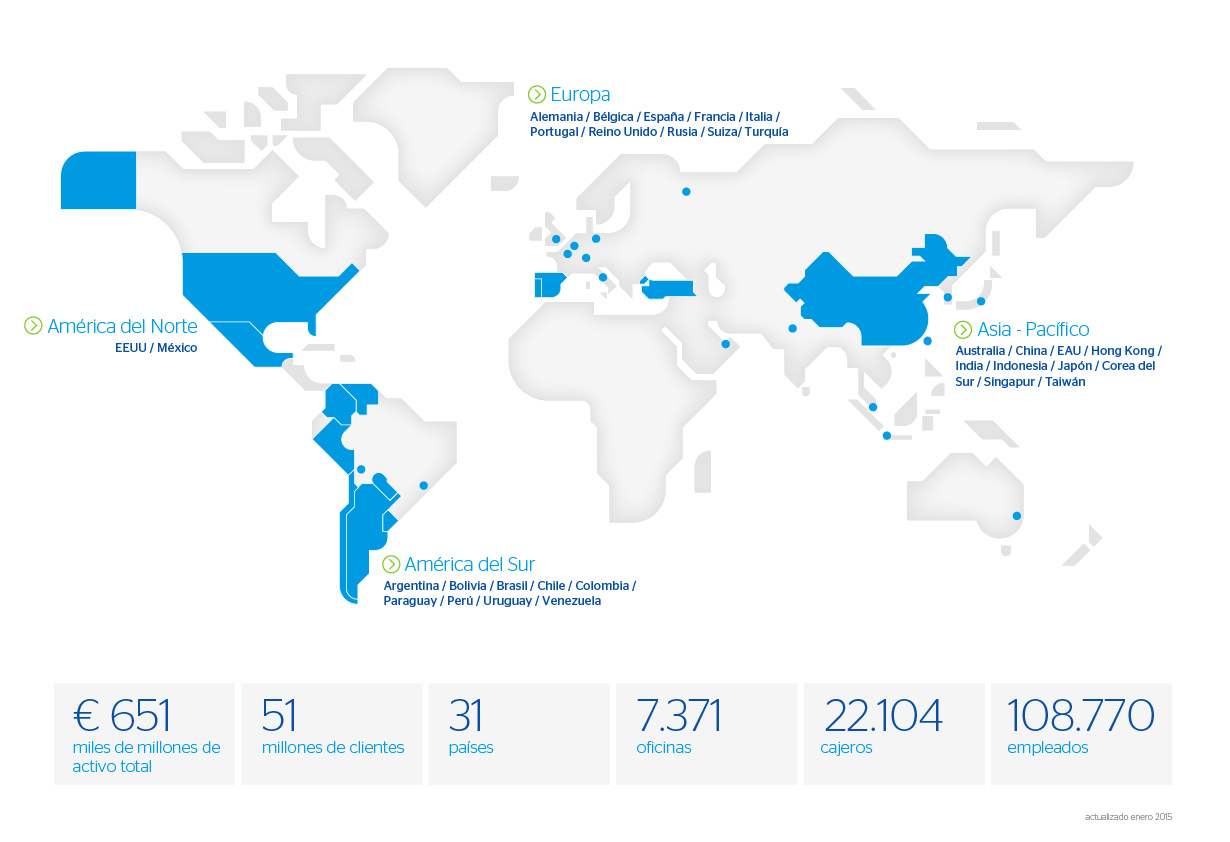 Europa
Alemania / Bélgica / España / Francia / Italia /
Portugal / Reino Unido / Rusia / Suiza/ Turquía
América del Norte
EEUU / México
Asia - Pacífico
Australia / China / EAU / Hong Kong /
India / Indonesia / Japón / Corea del
Sur / Singapur / Taiwán
América del Sur
Argentina / Bolivia / Brasil / Chile / Colombia /
Paraguay / Perú / Uruguay / Venezuela
€ 651
miles de millones de
activo total
51
millones de clientes
31
países
7.371
oficinas
22.104
cajeros
108.770
empleados
actualizado enero 2015